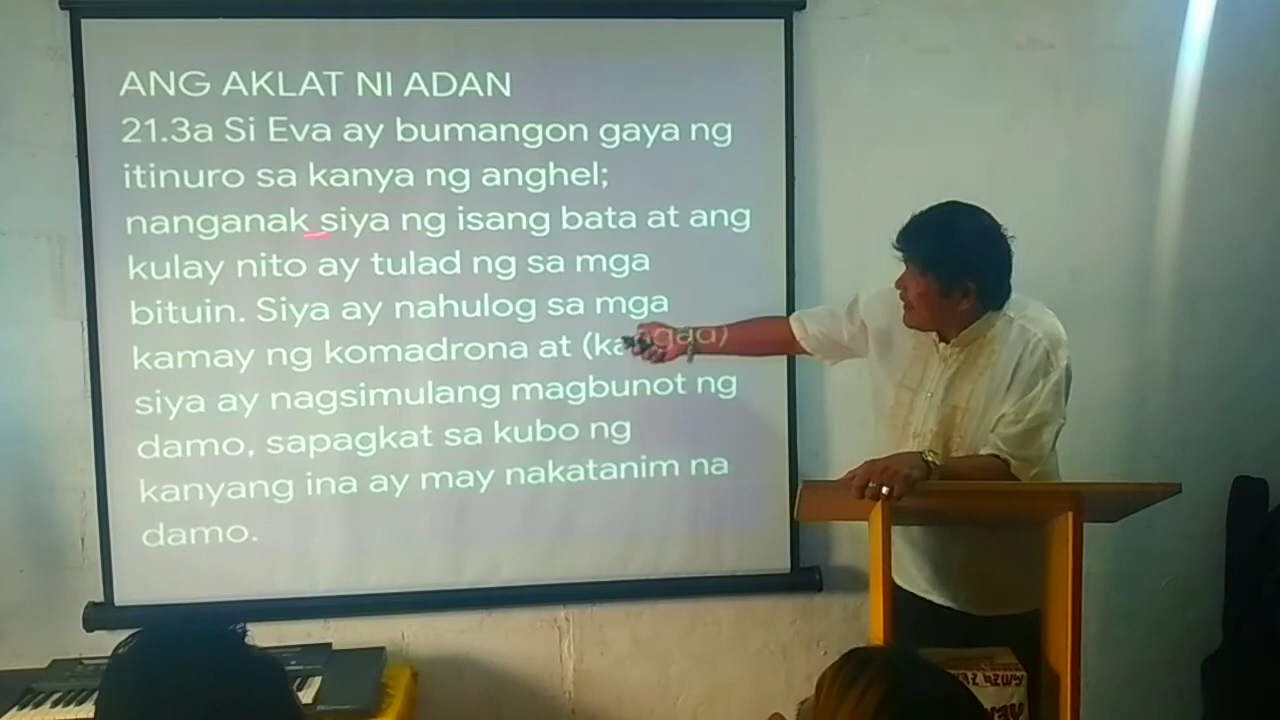 ANG AKLAT NI ADAN
21.3a Si Eva ay bumangon gaya ng
itinuro sa kanya ng anghel;
nanganak siya ng isang bata at ang
kulay nito ay tulad ng sa mga
bituin. Siya ay nahulog sa mga
kamay ng komadrona at
siya ay nagsimulang magbunot ng
damo, sapagkat sa kubo ng
kanyang ina ay may nakatanim na
damo.